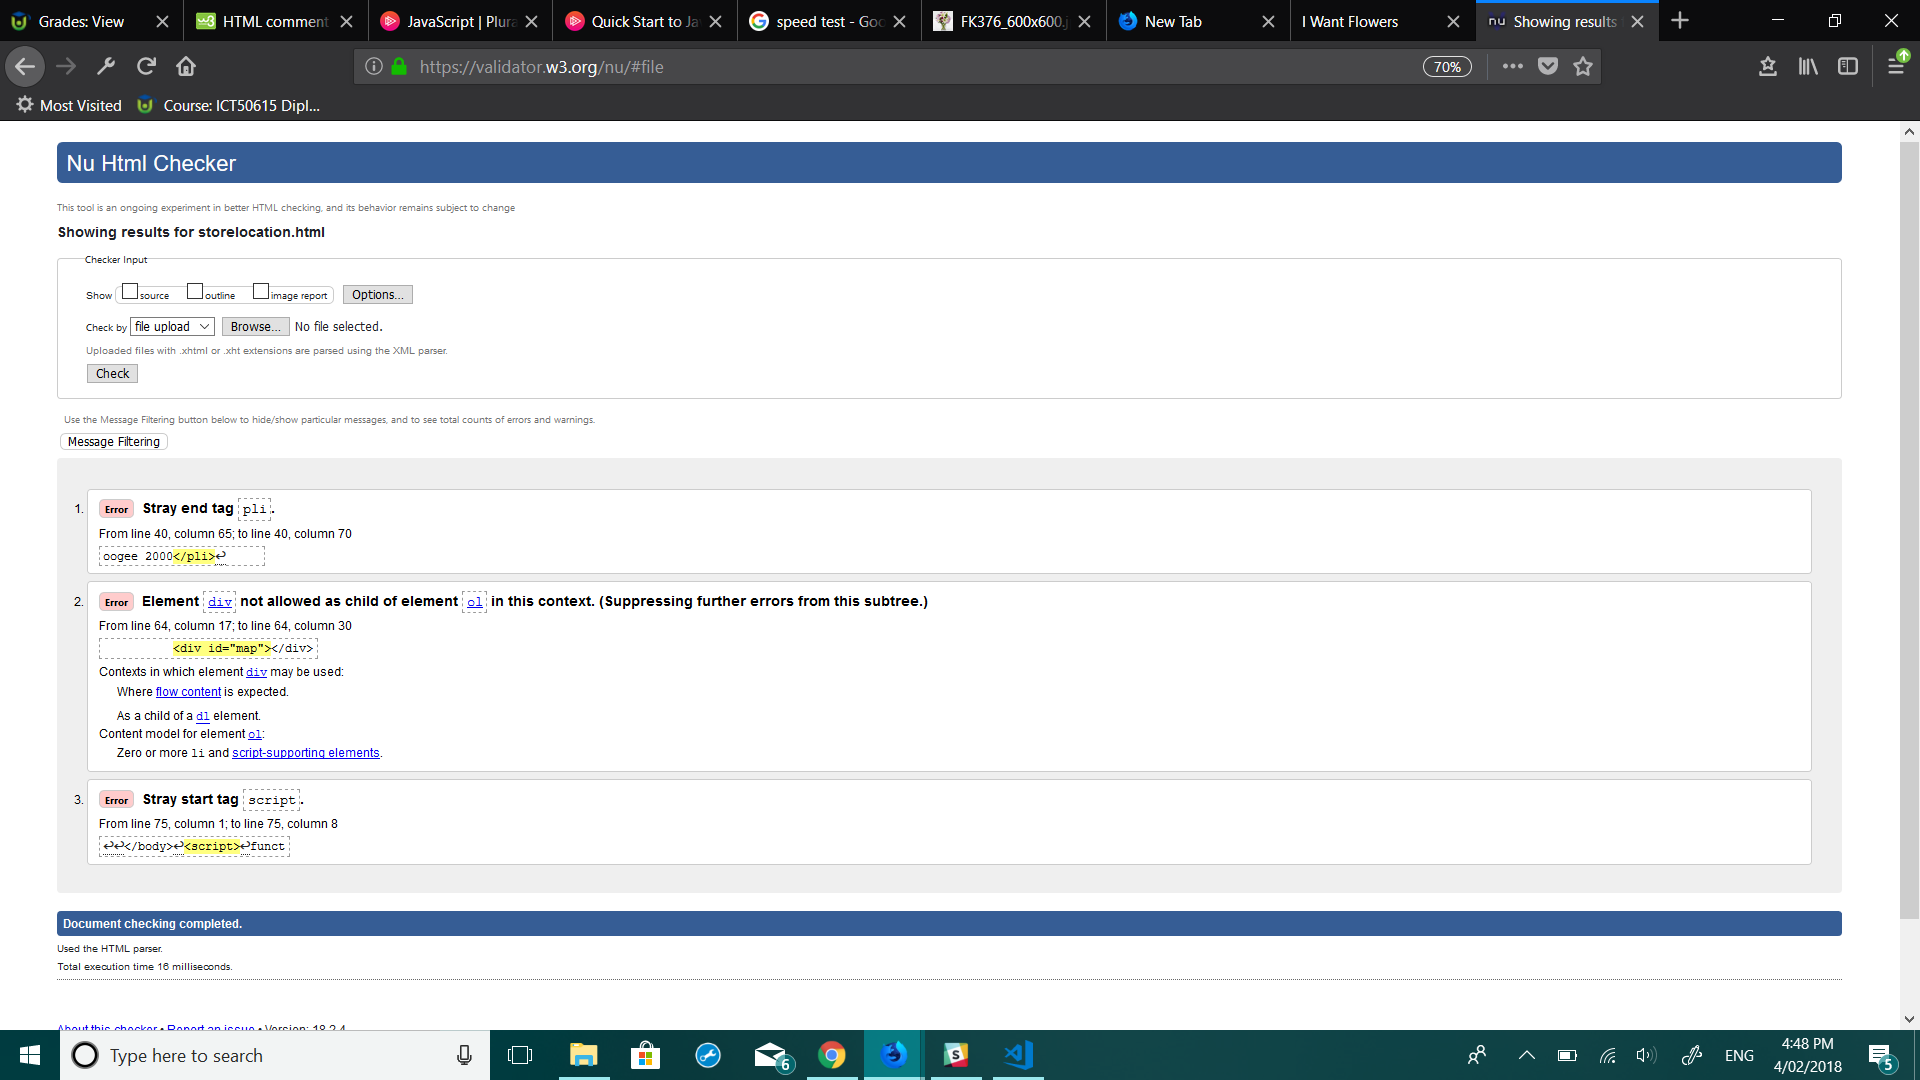 Grades: View
HTML comment
JavaScript | Plura
Quick Start to Ja
speed test - Goo
FK376_600x600.j
New Tab
I Want Flowers
Showing results
https://validator.w3.org/nu/#file
70%
Most Visited
Course: ICT50615 Dipl...
Nu Html Checker
This tool is an ongoing experiment in better HTML checking, and its behavior remains subject to change
Showing results for storelocation.html
Checker Input
Show source outline image report Options...
Check by file upload Browse... No file selected.
Uploaded files with .xhtml or .xht extensions are parsed using the XML parser.
Check
Use the Message Filtering button below to hide/show particular messages, and to see total counts of errors and warnings.
Message Filtering
1. Error Stray end tag pli.
From line 40, column 65; to line 40, column 70
oogee 2000</pli>↩
2. Error Element div not allowed as child of element ol in this context. (Suppressing further errors from this subtree.)
From line 64, column 17; to line 64, column 30
<div id="map"></div>
Contexts in which element div may be used:
Where flow content is expected.
As a child of a dl element.
Content model for element ol:
Zero or more li and script-supporting elements.
3. Error Stray start tag script.
From line 75, column 1; to line 75, column 8
↩↩</body>↩<script>↩funct
Document checking completed.
Used the HTML parser.
Total execution time 16 milliseconds.
About this checker • Report an issue • Version: 18.2.4
Type here to search
6
ENG
4:48 PM
4/02/2018
5